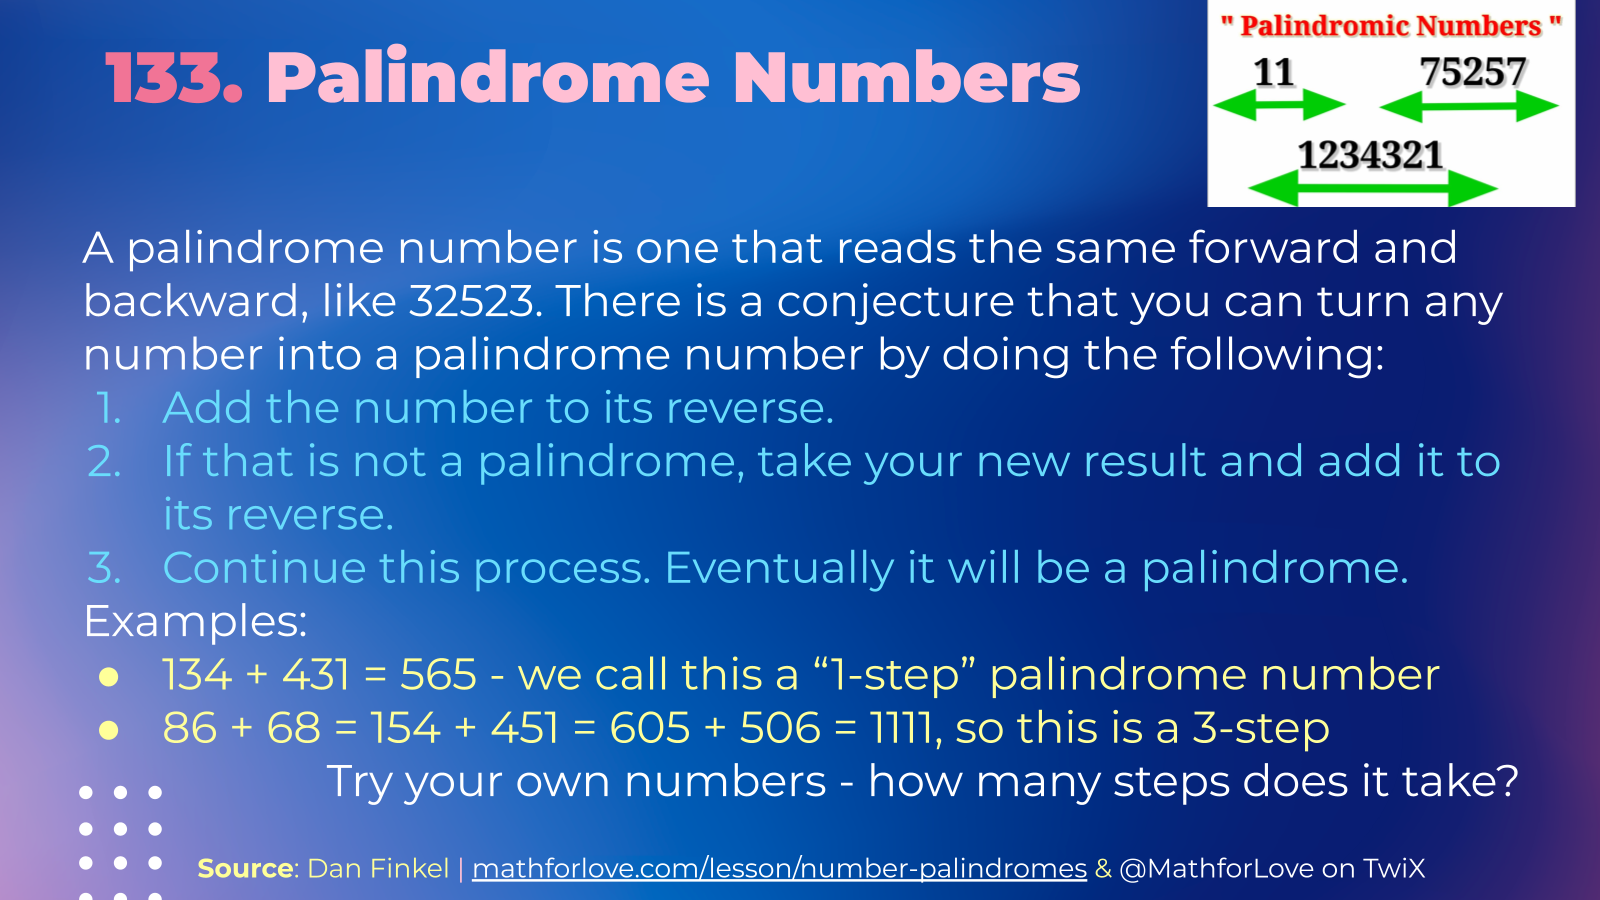 133. Palindrome Numbers
" Palindromic Numbers "
11 75257
1234321
A palindrome number is one that reads the same forward and
backward, like 32523. There is a conjecture that you can turn any
number into a palindrome number by doing the following:
1. Add the number to its reverse.
2. If that is not a palindrome, take your new result and add it to
its reverse.
3. Continue this process. Eventually it will be a palindrome.
Examples:
● 134 + 431 = 565 - we call this a “1-step” palindrome number
● 86 + 68 = 154 + 451 = 605 + 506 = 1111, so this is a 3-step
Try your own numbers - how many steps does it take?
Source: Dan Finkel | mathforlove.com/lesson/number-palindromes & @MathforLove on TwiX